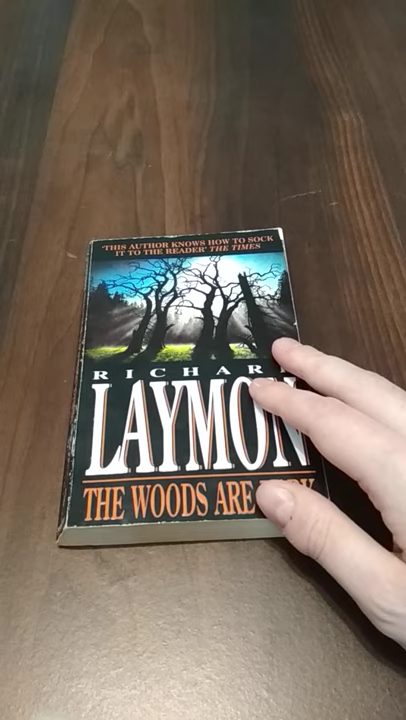 'THIS AUTHOR KNOWS HOW TO SOCK
IT TO THE READER' THE TIMES
RICHAR
LAYMON
THE WOODS ARE